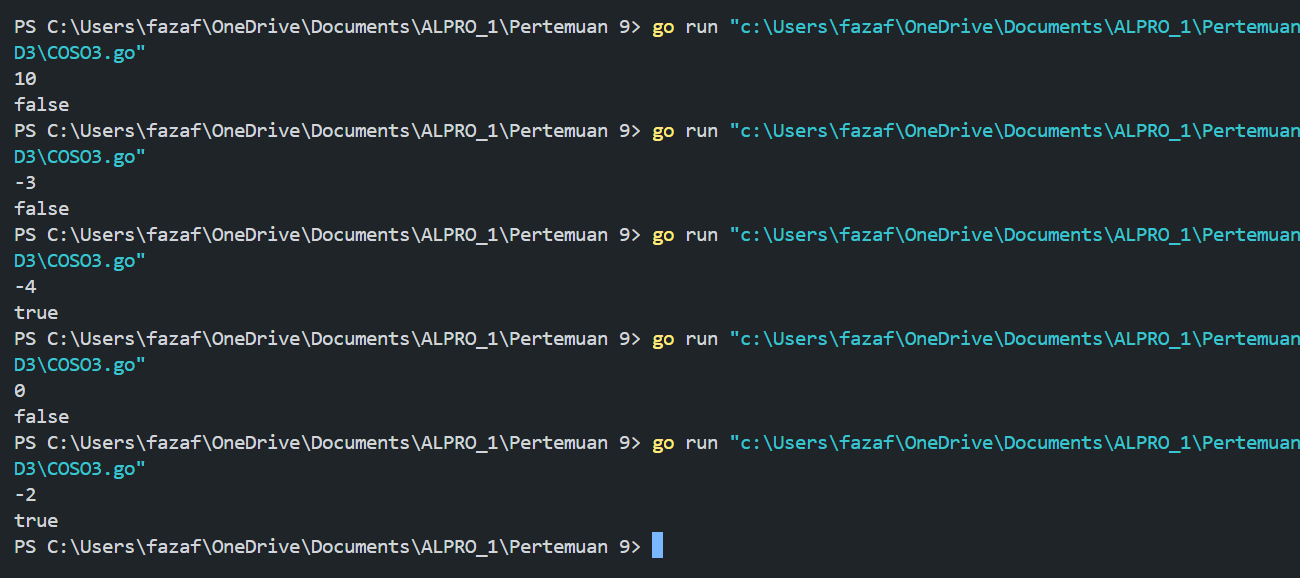 PS C:\Users\fazaf\OneDrive\Documents\ALPRO_1\Pertemuan 9> go run "c:\Users\fazaf\OneDrive\Documents\ALPRO_1\Pertemuan
D3\COSO3.go"
10
false
PS C:\Users\fazaf\OneDrive\Documents\ALPRO_1\Pertemuan 9> go run "c:\Users\fazaf\OneDrive\Documents\ALPRO_1\Pertemuan
D3\COSO3.go"
-3
false
PS C:\Users\fazaf\OneDrive\Documents\ALPRO_1\Pertemuan 9> go run "c:\Users\fazaf\OneDrive\Documents\ALPRO_1\Pertemuan
D3\COSO3.go"
-4
true
PS C:\Users\fazaf\OneDrive\Documents\ALPRO_1\Pertemuan 9> go run "c:\Users\fazaf\OneDrive\Documents\ALPRO_1\Pertemuan
D3\COSO3.go"
0
false
PS C:\Users\fazaf\OneDrive\Documents\ALPRO_1\Pertemuan 9> go run "c:\Users\fazaf\OneDrive\Documents\ALPRO_1\Pertemuan
D3\COSO3.go"
-2
true
PS C:\Users\fazaf\OneDrive\Documents\ALPRO_1\Pertemuan 9>